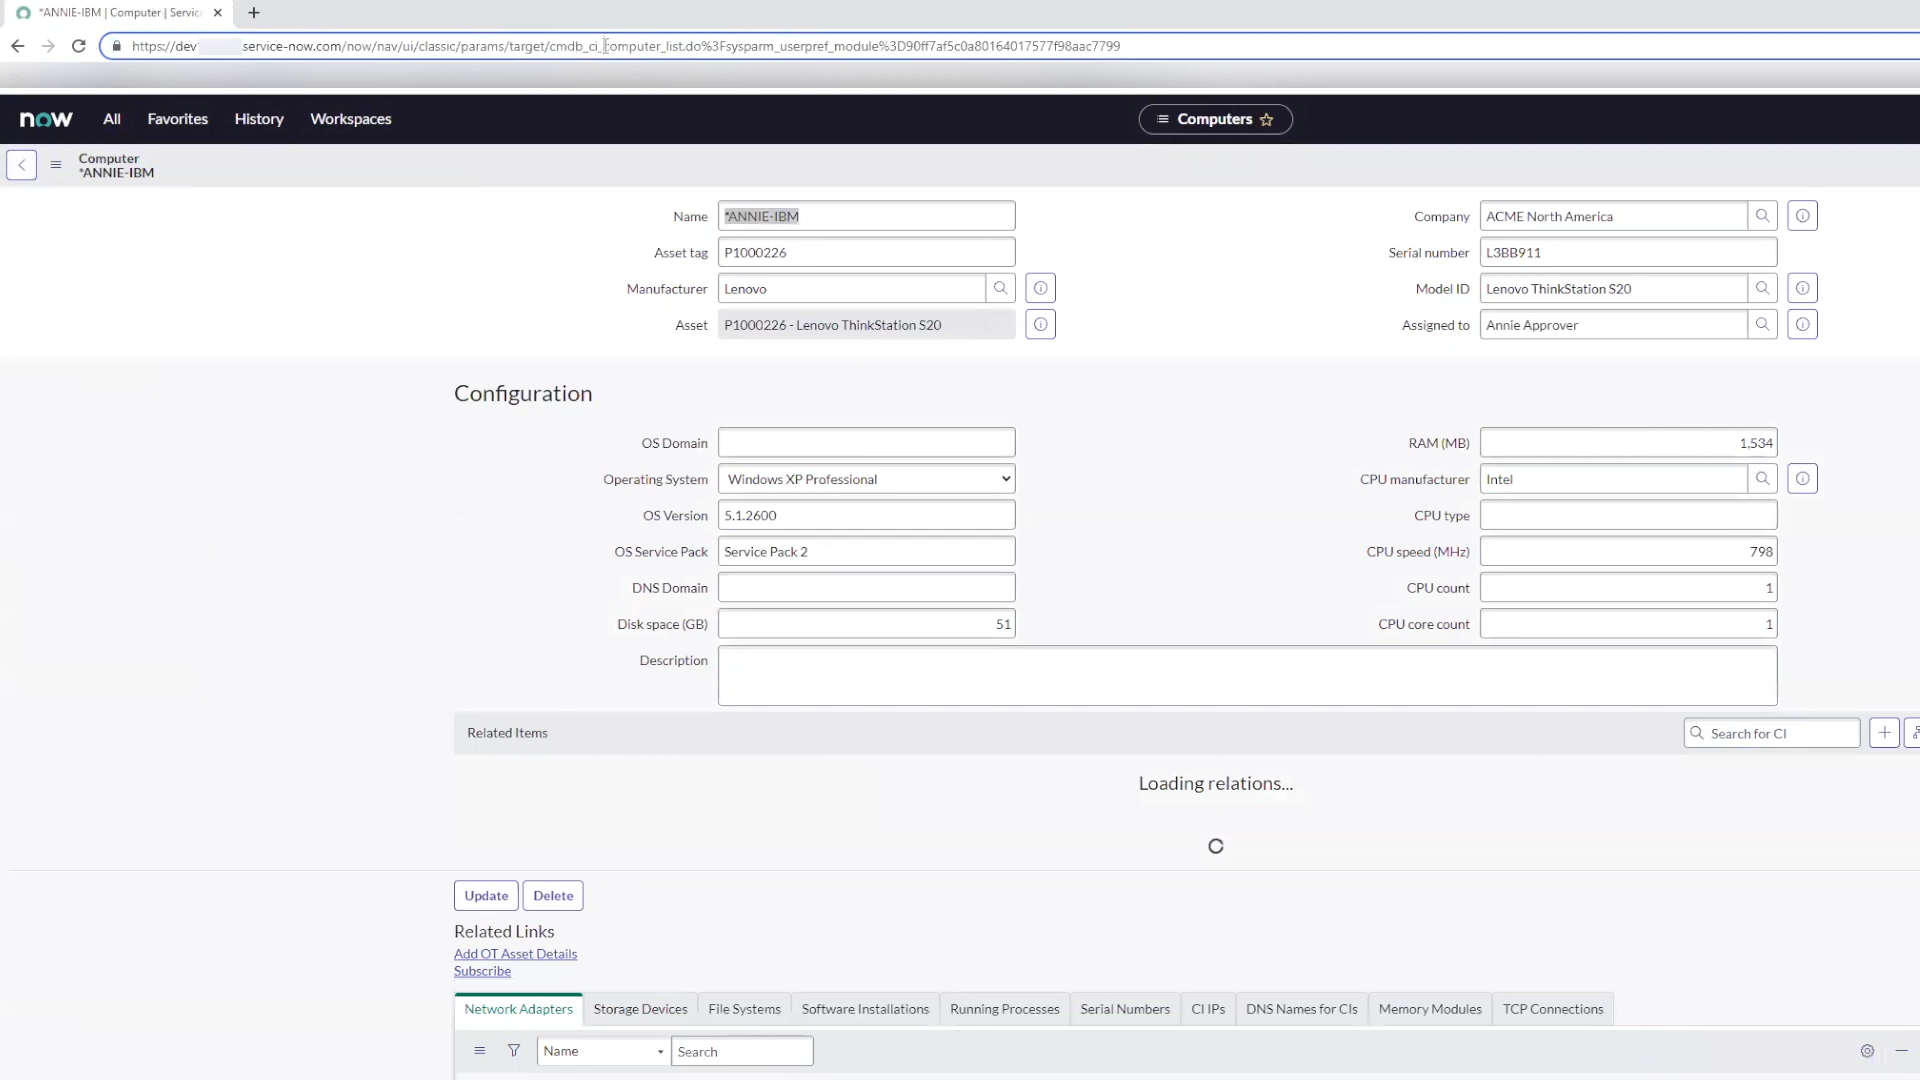 *ANNIE-IBM | Computer | Servic
https://dev service-now.com/now/nav/ui/classic/params/target/cmdb_ci_computer_list.do%3Fsysparm_userpref_module%3D90ff7af5c0a80164017577f98aac7799
now All Favorites History Workspaces Computers
Computer
*ANNIE-IBM
Name *ANNIE-IBM Company ACME North America
Asset tag P1000226 Serial number L3BB911
Manufacturer Lenovo Model ID Lenovo ThinkStation S20
Asset P1000226 - Lenovo ThinkStation S20 Assigned to Annie Approver
Configuration
OS Domain RAM (MB) 1,534
Operating System Windows XP Professional CPU manufacturer Intel
OS Version 5.1.2600 CPU type
OS Service Pack Service Pack 2 CPU speed (MHz) 798
DNS Domain CPU count 1
Disk space (GB) 51 CPU core count 1
Description
Related Items Search for CI
Loading relations...
Update Delete
Related Links
Add OT Asset Details
Subscribe
Network Adapters Storage Devices File Systems Software Installations Running Processes Serial Numbers CI IPs DNS Names for CIs Memory Modules TCP Connections
Name Search